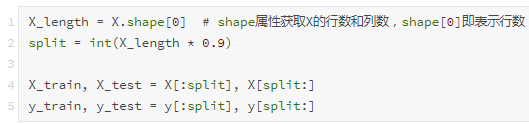 1 X_length = X.shape[0]  # shape属性获取X的行数和列数，shape[0]即表示行数
2 split = int(X_length * 0.9)
3
4 X_train, X_test = X[:split], X[split:]
5 y_train, y_test = y[:split], y[split:]